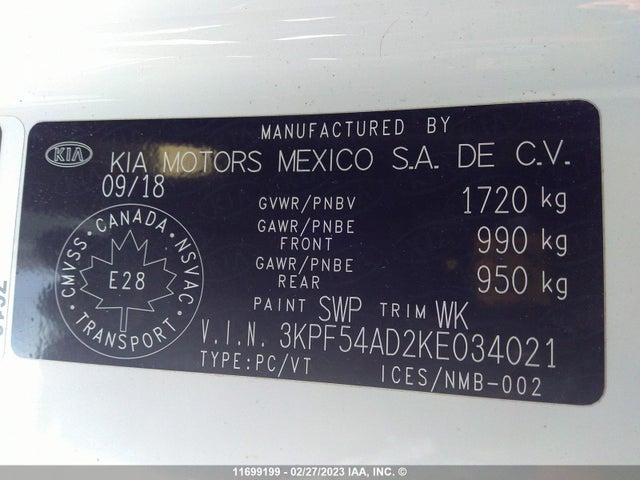 MANUFACTURED BY
KIA KIA MOTORS MEXICO S.A. DE C.V.
09/18
GVWR/PNBV 1720 kg
GAWR/PNBE FRONT 990 kg
GAWR/PNBE REAR 950 kg
CANADA
CMVSS NSVAC
E28
TRANSPORT
PAINT SWP TRIM WK
V.I.N. 3KPF54AD2KE034021
TYPE:PC/VT ICES/NMB-002
11699199 - 02/27/2023 IAA, INC. ©